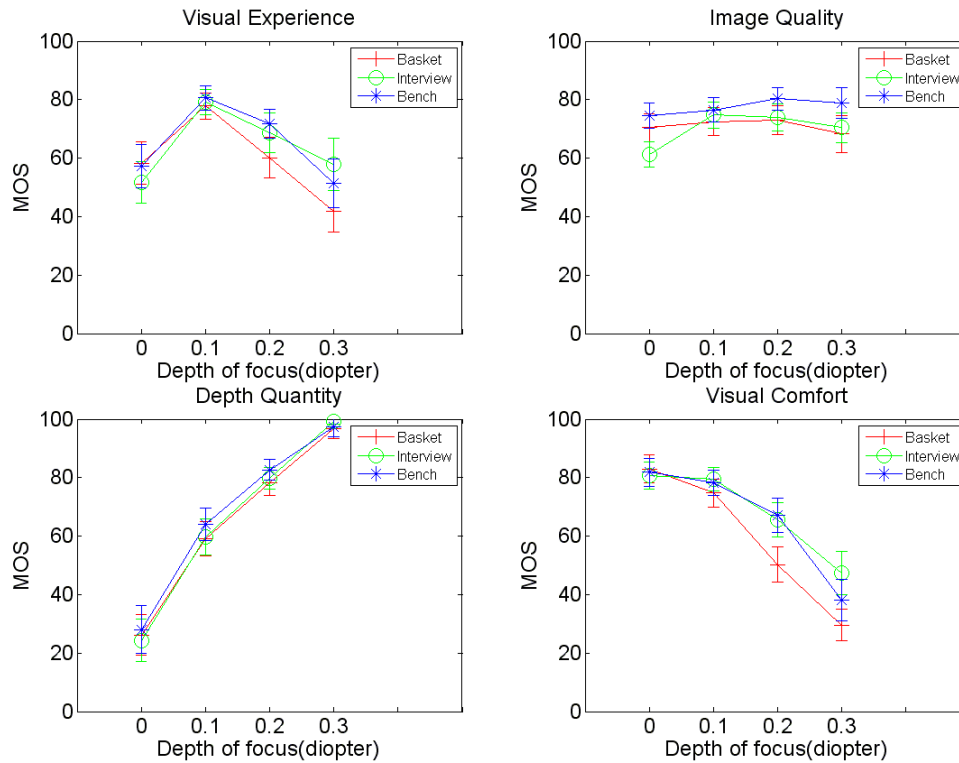 Visual Experience
100
80
60
40
20
0
MOS
Basket
Interview
Bench
0 0.1 0.2 0.3
Depth of focus(diopter)
Image Quality
100
80
60
40
20
0
MOS
Basket
Interview
Bench
0 0.1 0.2 0.3
Depth of focus(diopter)
Depth Quantity
100
80
60
40
20
0
MOS
Basket
Interview
Bench
0 0.1 0.2 0.3
Depth of focus(diopter)
Visual Comfort
100
80
60
40
20
0
MOS
Basket
Interview
Bench
0 0.1 0.2 0.3
Depth of focus(diopter)